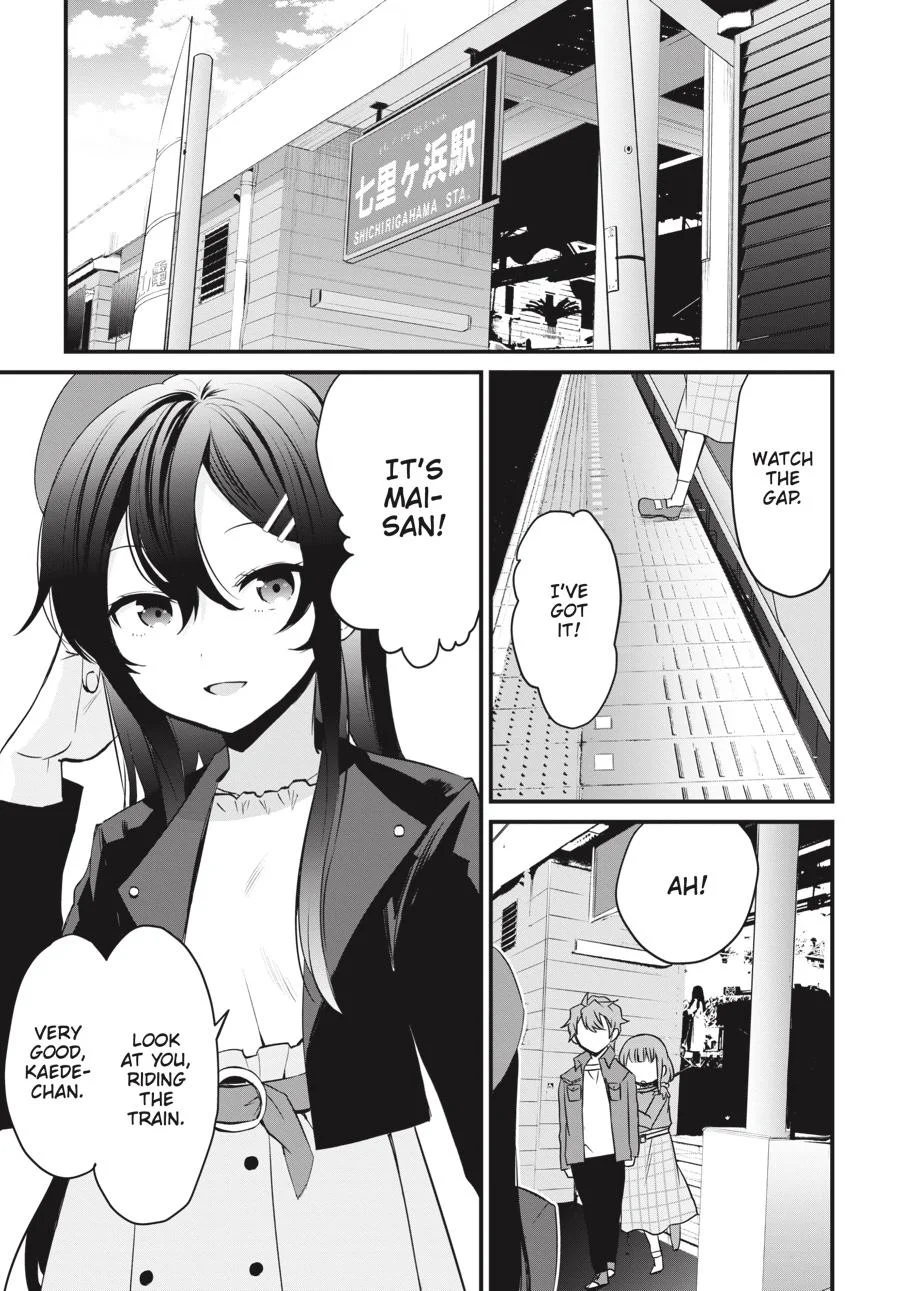 七里ヶ浜駅
SHICHIRIGAHAMA STA.
電
WATCH
THE
GAP.
I'VE
GOT
IT!
AH!
IT'S
MAI-
SAN!
LOOK
AT YOU,
RIDING
THE
TRAIN.
VERY
GOOD,
KAEDE-
CHAN.